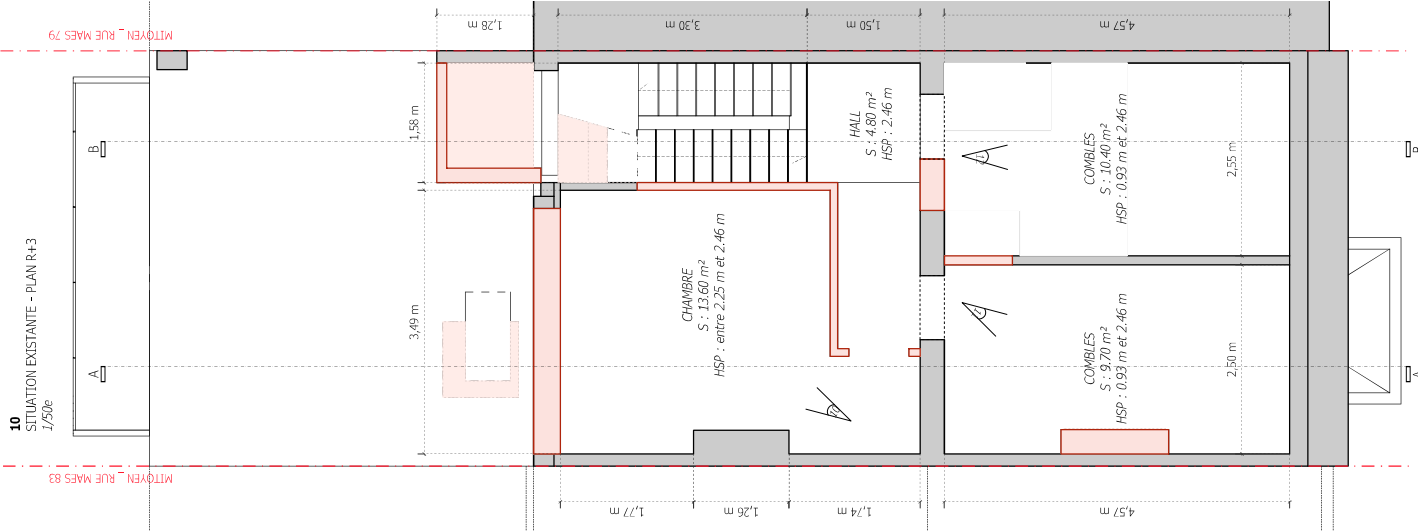 10
SITUATION EXISTANTE - PLAN R+3
1/50e
MITOYEN _ RUE MAES 79
MITOYEN _ RUE MAES 83
B
A
1,28 m
3,30 m
1,50 m
4,57 m
1,58 m
3,49 m
HALL
S : 4.80 m²
HSP : 2.46 m
CHAMBRE
S : 13.60 m²
HSP : entre 2.25 m et 2.46 m
COMBLES
S : 10.40 m²
HSP : 0.93 m et 2.46 m
2,55 m
COMBLES
S : 9.70 m²
HSP : 0.93 m et 2.46 m
2,50 m
1,77 m
1,26 m
1,74 m
4,57 m
A